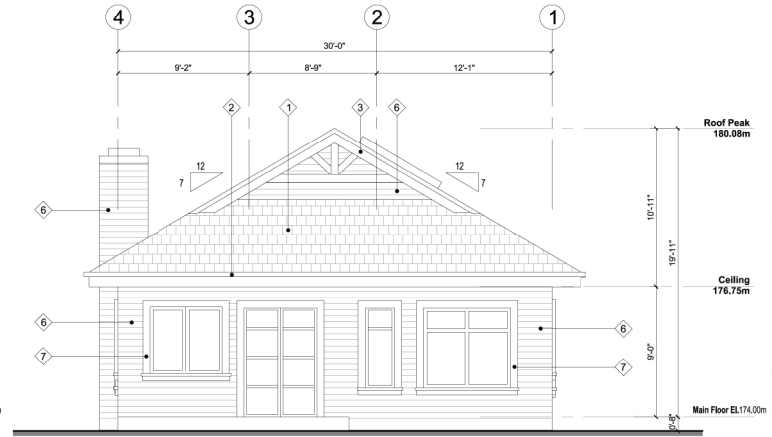 4 3 2 1
30'-0"
9'-2" 8'-9" 12'-1"
2 1 3 6
Roof Peak
180.08m
12 12
7 7
6
10'-11"
19'-11"
Ceiling
176.75m
6 6
7 7
9'-0"
Main Floor El.174.00m
0'-8"